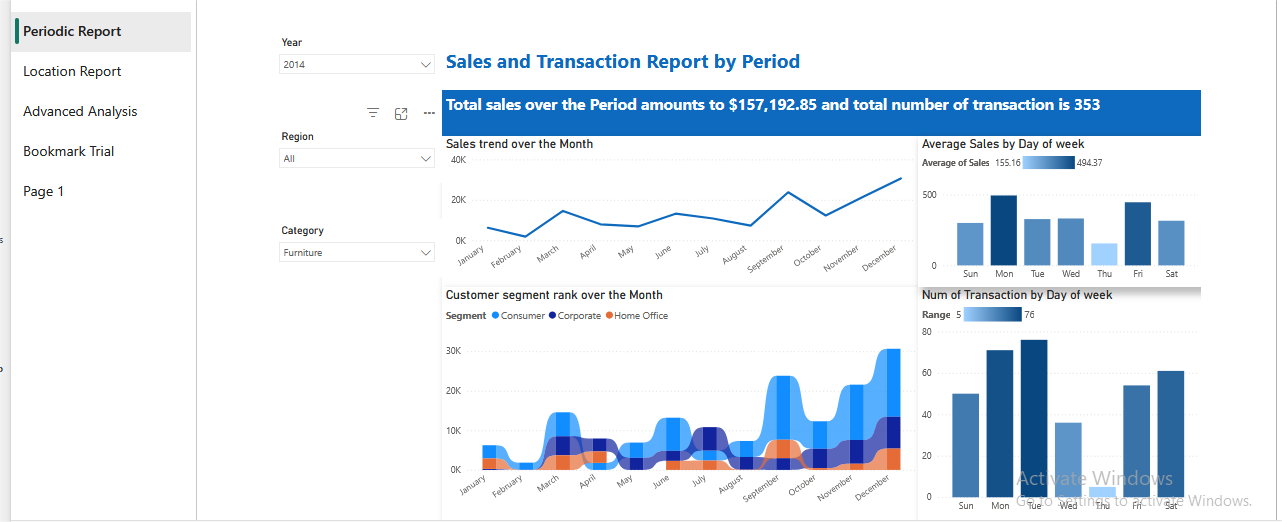 Periodic Report
Location Report
Advanced Analysis
Bookmark Trial
Page 1
Year
2014
Region
All
Category
Furniture
Sales and Transaction Report by Period
Total sales over the Period amounts to $157,192.85 and total number of transaction is 353
Sales trend over the Month
40K
20K
0K
January February March April May June July August September October November December
Average Sales by Day of week
Average of Sales 155.16 494.37
500
0
Sun Mon Tue Wed Thu Fri Sat
Customer segment rank over the Month
Segment Consumer Corporate Home Office
30K
20K
10K
0K
January February March April May June July August September October November December
Num of Transaction by Day of week
Range 5 76
80
60
40
20
0
Sun Mon Tue Wed Thu Fri Sat
Activate Windows
Go to Settings to activate Windows.